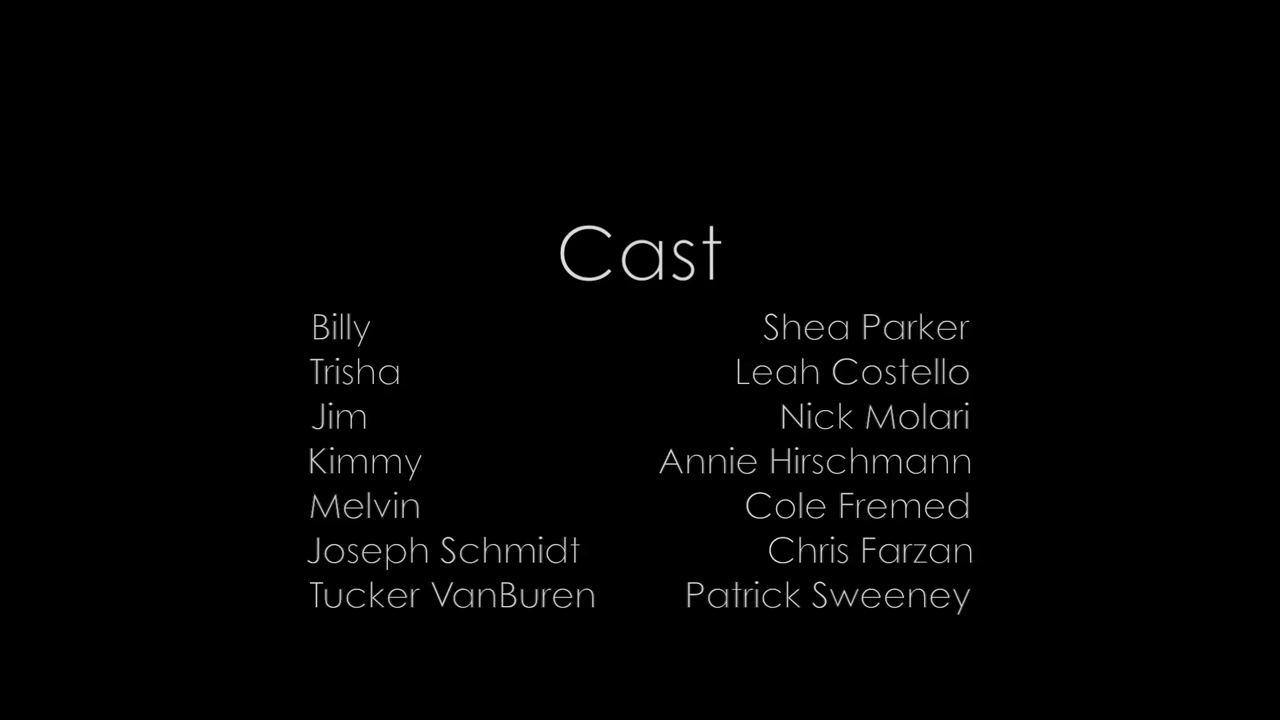 Cast
Billy Shea Parker
Trisha Leah Costello
Jim Nick Molari
Kimmy Annie Hirschmann
Melvin Cole Fremed
Joseph Schmidt Chris Farzan
Tucker VanBuren Patrick Sweeney